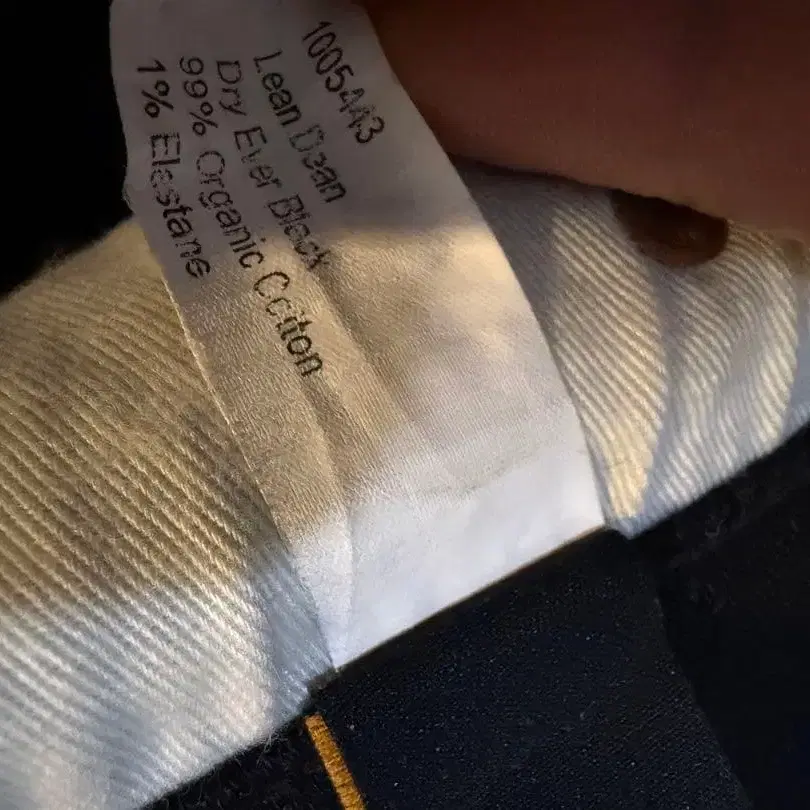 1005443
Lean Dean
Dry Ever Black
99% Organic Cotton
1% Elastane